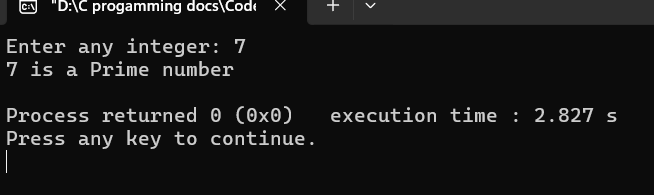 "D:\C progamming docs\Code
Enter any integer: 7
7 is a Prime number
Process returned 0 (0x0)   execution time : 2.827 s
Press any key to continue.